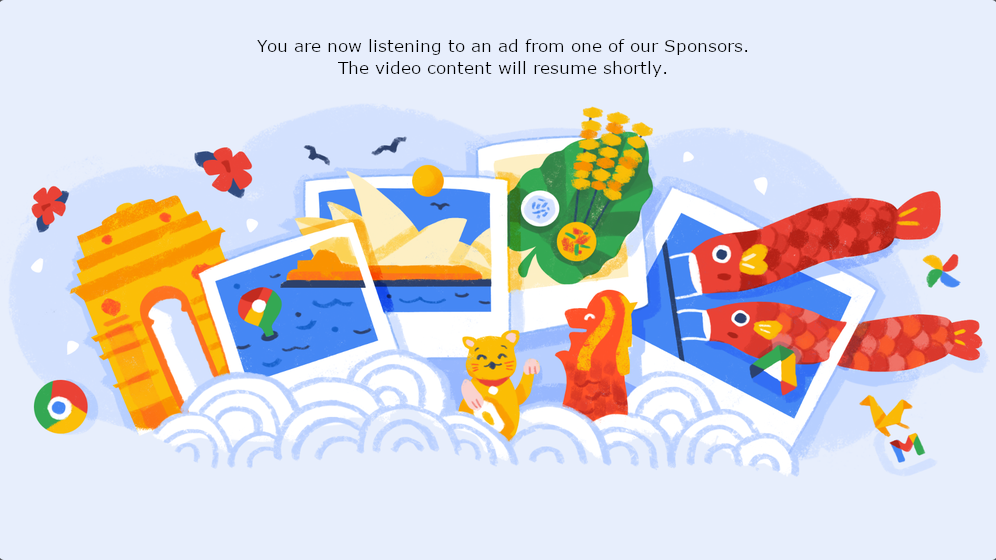 You are now listening to an ad from one of our Sponsors.
The video content will resume shortly.